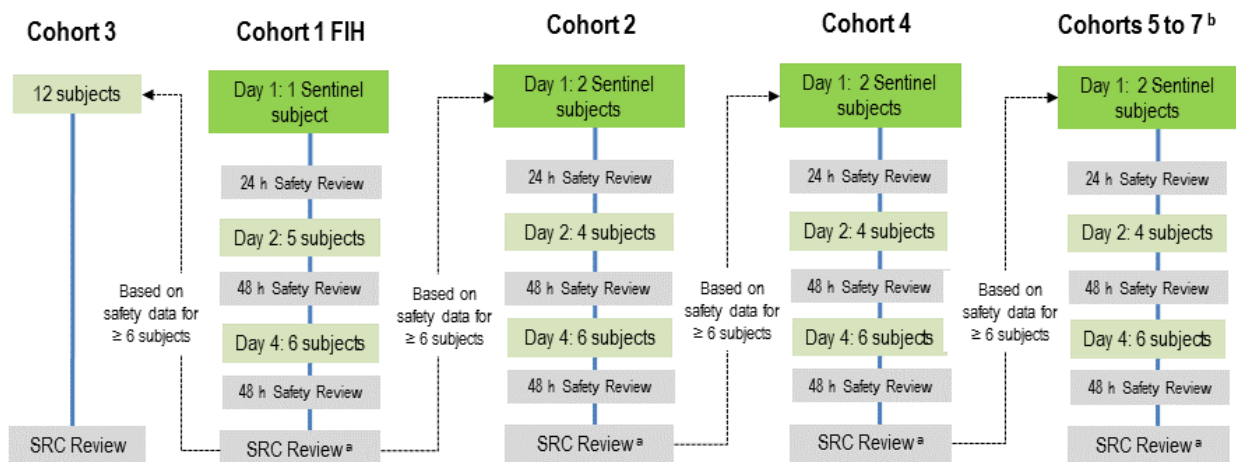 Cohort 3
12 subjects
SRC Review
Based on
safety data for
≥ 6 subjects
Cohort 1 FIH
Day 1: 1 Sentinel
subject
24 h Safety Review
Day 2: 5 subjects
48 h Safety Review
Day 4: 6 subjects
48 h Safety Review
SRC Review a
Based on
safety data for
≥ 6 subjects
Cohort 2
Day 1: 2 Sentinel
subjects
24 h Safety Review
Day 2: 4 subjects
48 h Safety Review
Day 4: 6 subjects
48 h Safety Review
SRC Review a
Based on
safety data for
≥ 6 subjects
Cohort 4
Day 1: 2 Sentinel
subjects
24 h Safety Review
Day 2: 4 subjects
48 h Safety Review
Day 4: 6 subjects
48 h Safety Review
SRC Review a
Based on
safety data for
≥ 6 subjects
Cohorts 5 to 7 b
Day 1: 2 Sentinel
subjects
24 h Safety Review
Day 2: 4 subjects
48 h Safety Review
Day 4: 6 subjects
48 h Safety Review
SRC Review a